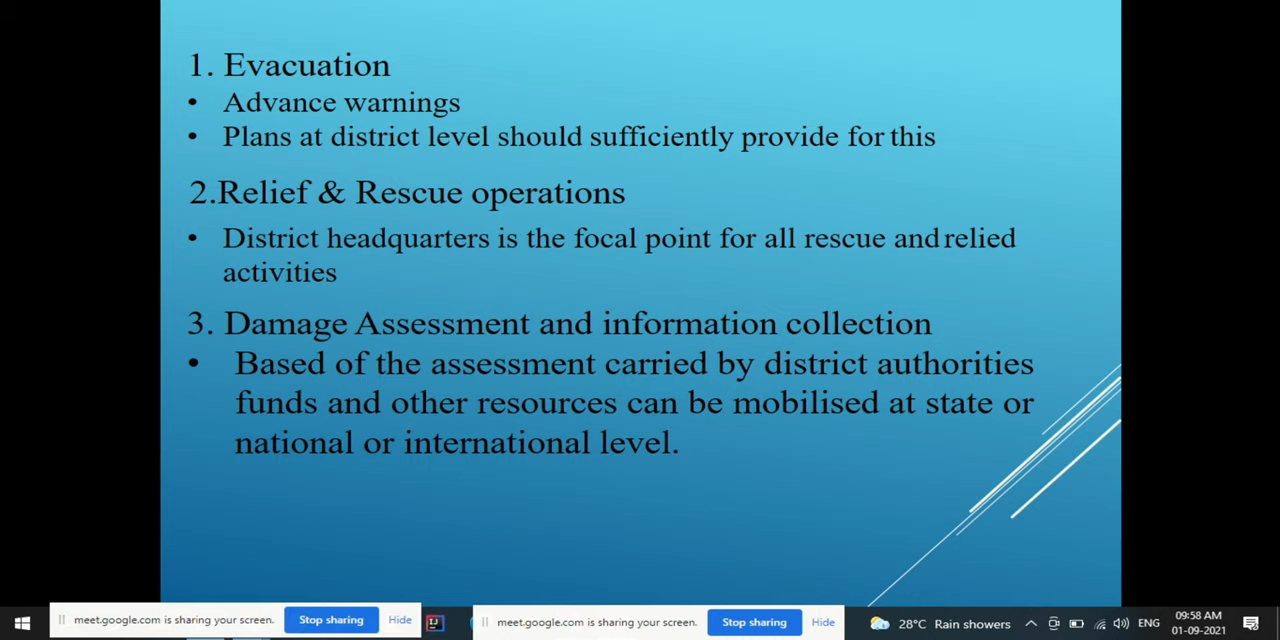 1. Evacuation
• Advance warnings
• Plans at district level should sufficiently provide for this
2.Relief & Rescue operations
• District headquarters is the focal point for all rescue and relied
activities
3. Damage Assessment and information collection
• Based of the assessment carried by district authorities
funds and other resources can be mobilised at state or
national or international level.
meet.google.com is sharing your screen. Stop sharing Hide
meet.google.com is sharing your screen. Stop sharing Hide
28°C Rain showers
ENG
09:58 AM
01-09-2021